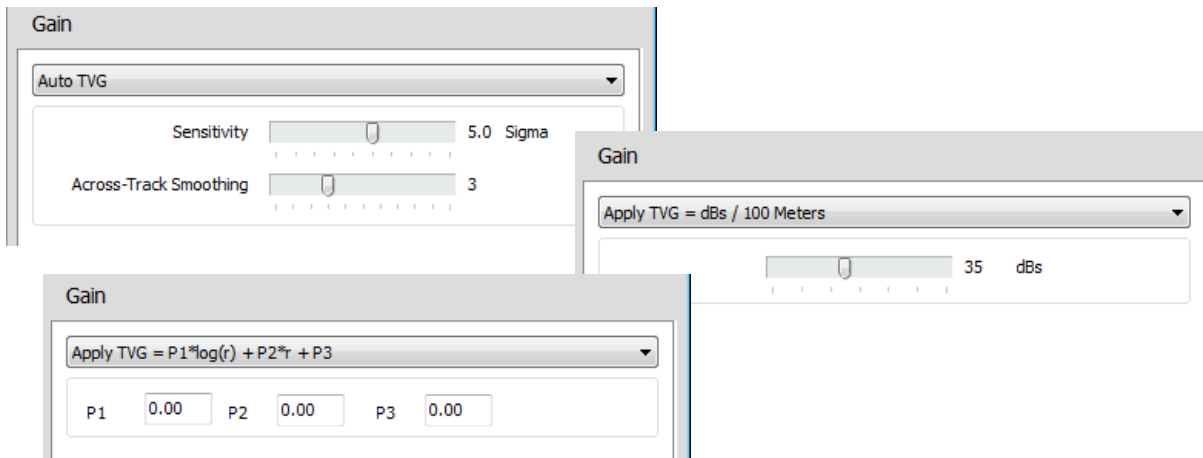 Gain
Auto TVG
Sensitivity 5.0 Sigma
Across-Track Smoothing 3
Gain
Apply TVG = dBs / 100 Meters
35 dBs
Gain
Apply TVG = P1*log(r) + P2*r + P3
P1 0.00 P2 0.00 P3 0.00